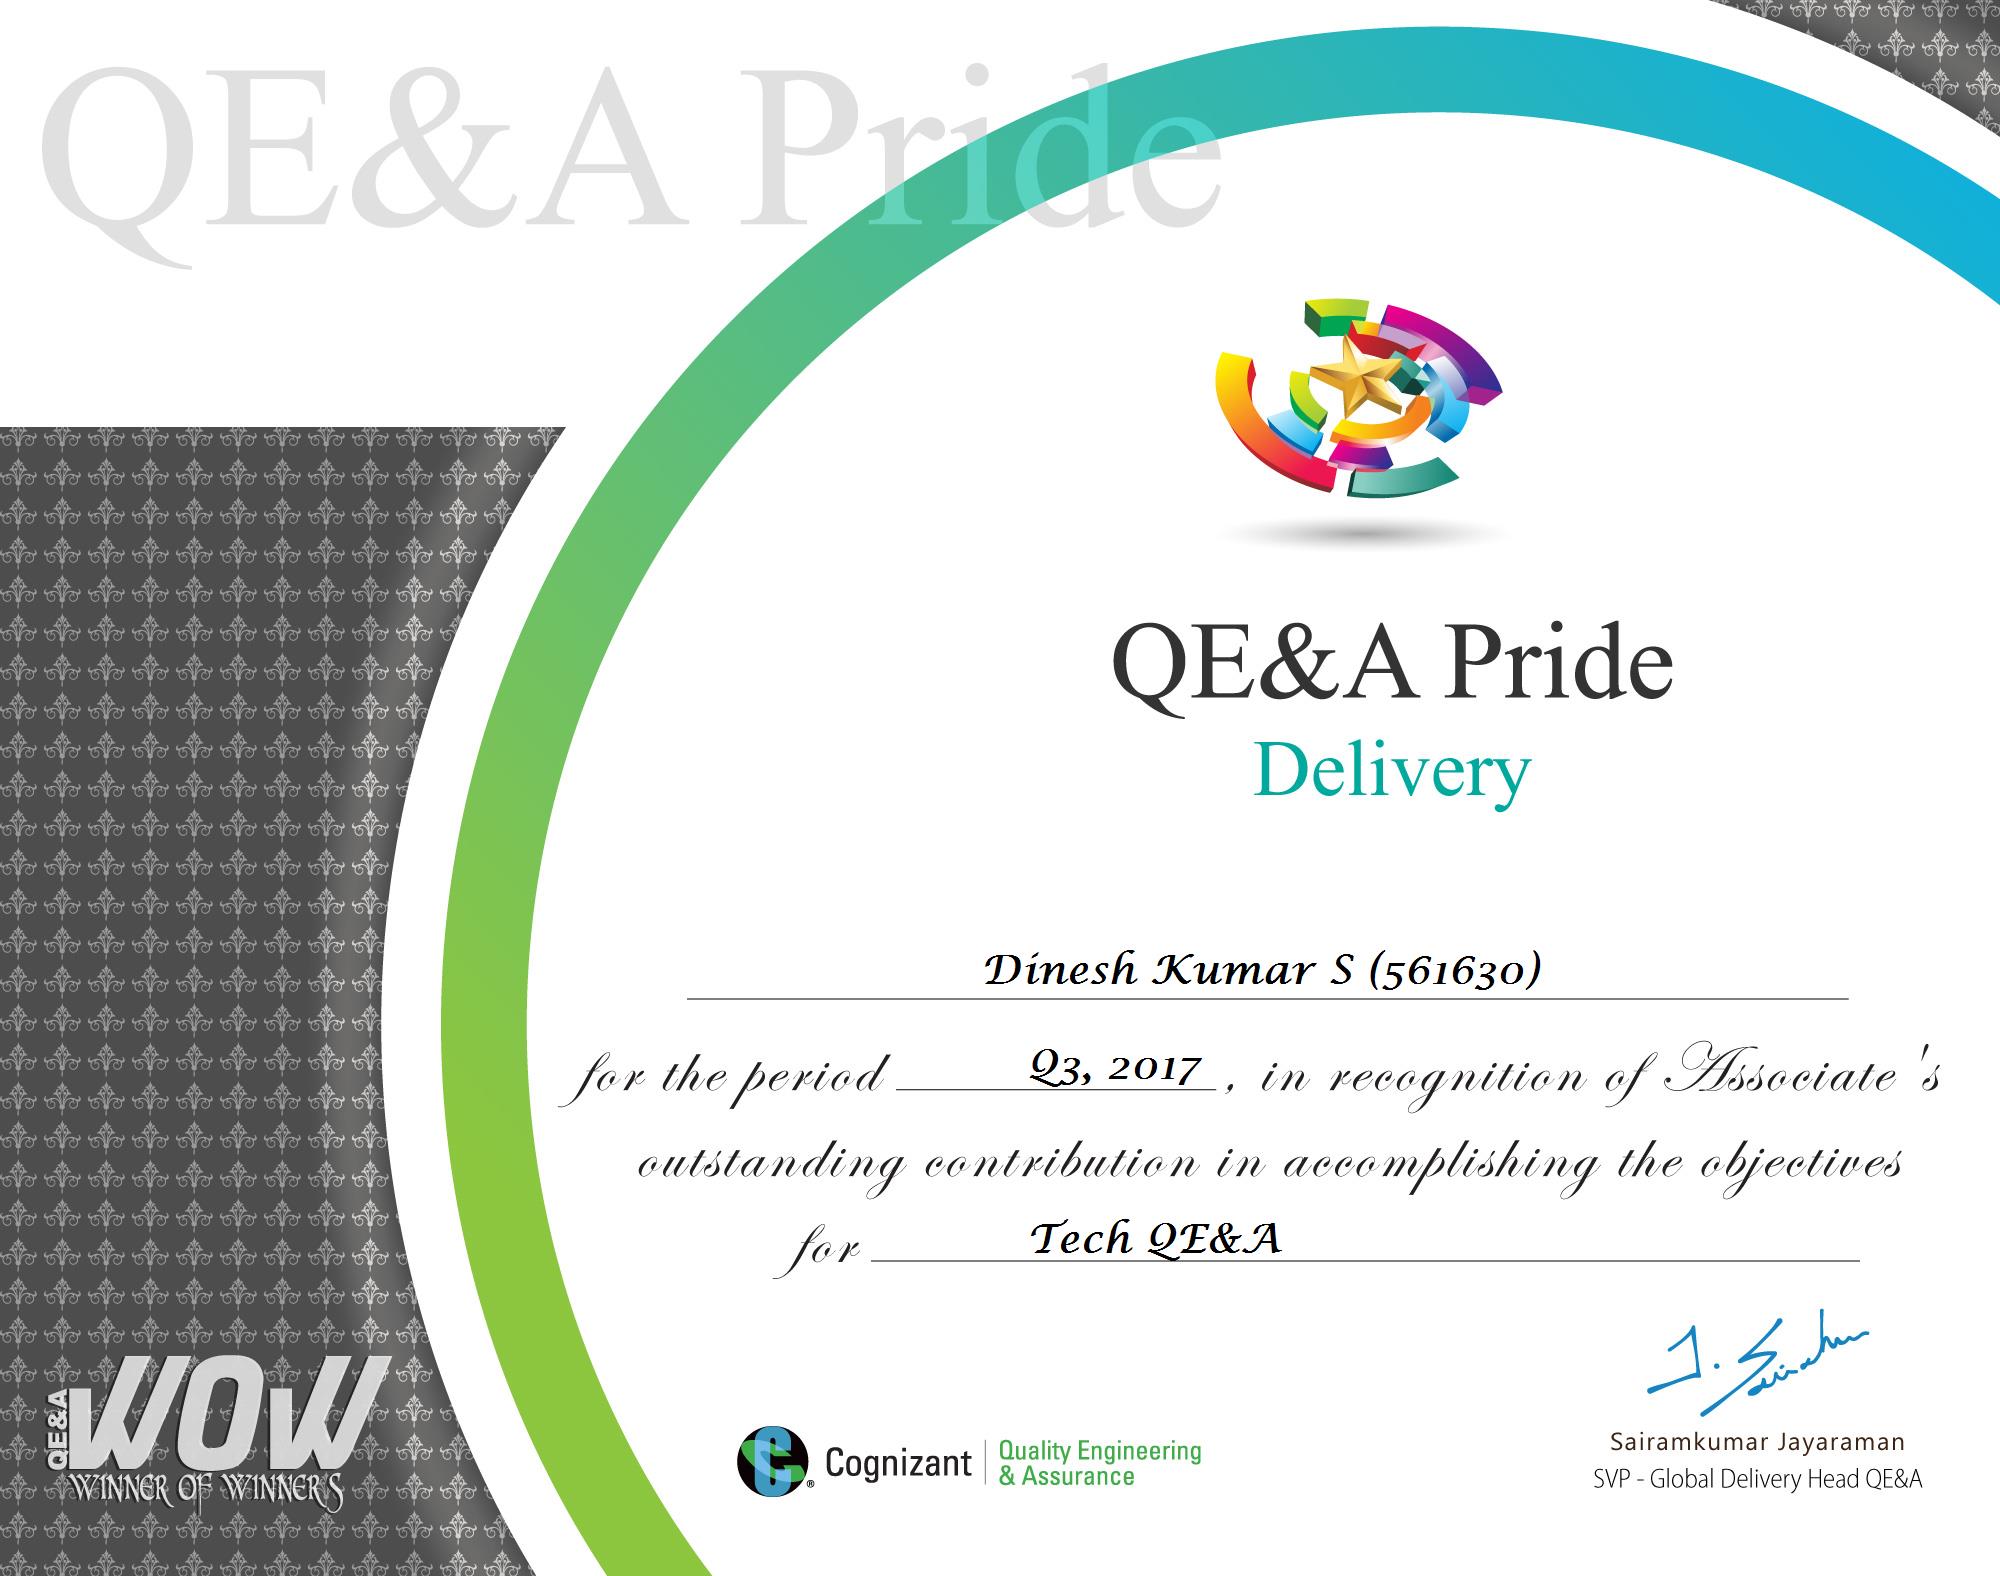 QE&A Pride
QE&A Pride
Delivery
Dinesh Kumar S (561630)
for the period Q3, 2017 , in recognition of Associate's
outstanding contribution in accomplishing the objectives
for Tech QE&A
J. Sairam
Sairamkumar Jayaraman
SVP - Global Delivery Head QE&A
Cognizant
Quality Engineering
& Assurance
QE&A
WOW
WINNER OF WINNERS